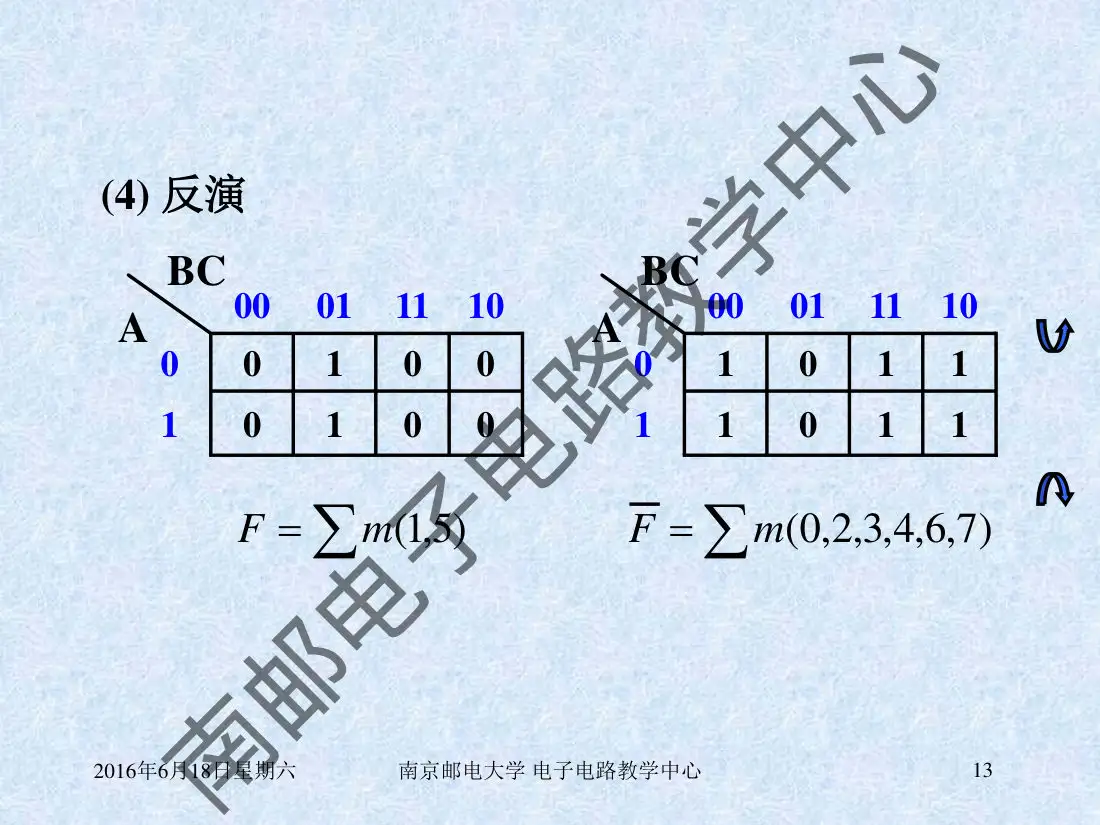 (4) 反演
BC
00 01 11 10
A
0 0 1 0 0
1 0 1 0 0
F = ∑m(1,5)
BC
00 01 11 10
A
0 1 0 1 1
1 1 0 1 1
F̅ = ∑m(0,2,3,4,6,7)
南邮电子电路教学中心
2016年6月18日星期六
南京邮电大学 电子电路教学中心
13